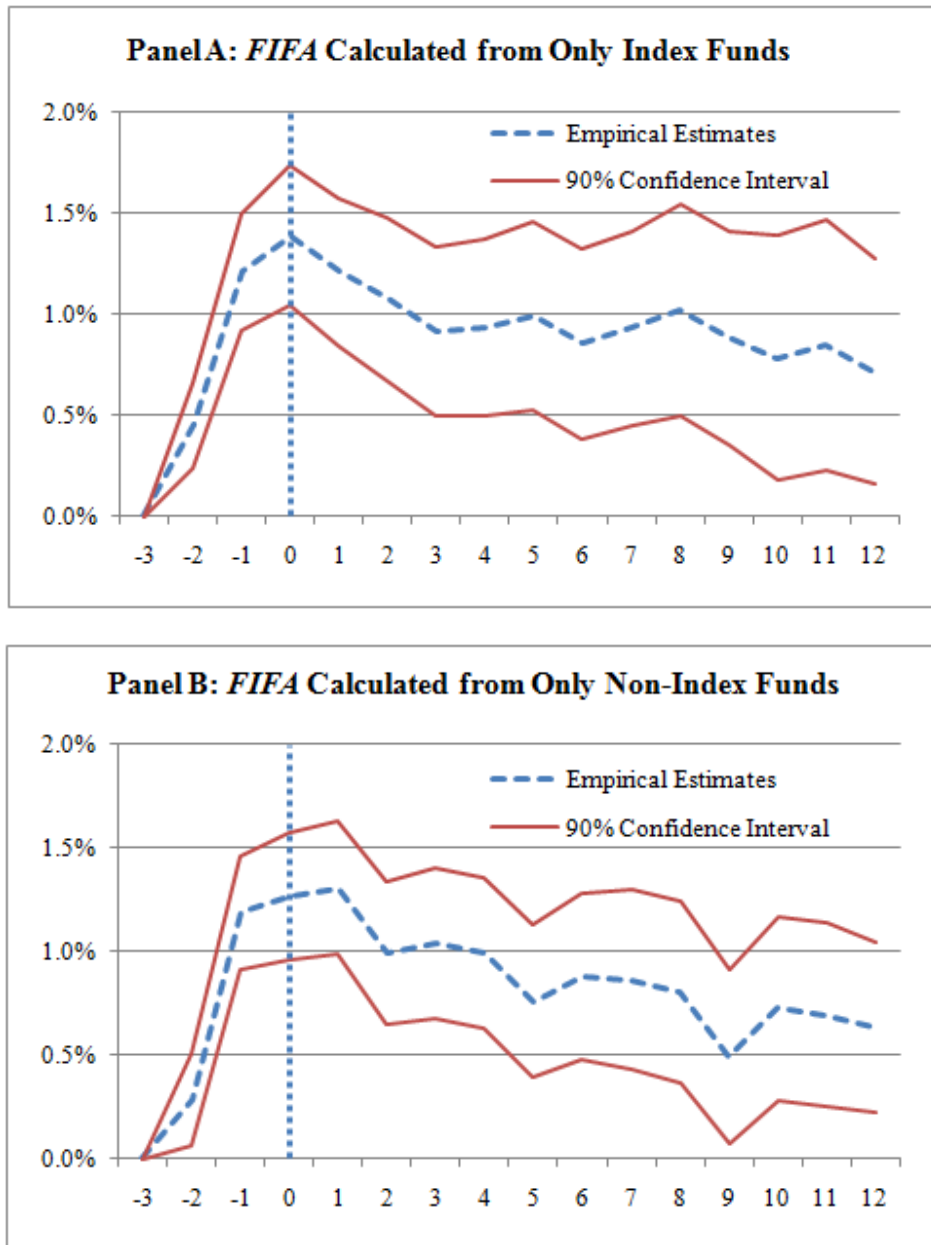 Panel A: FIFA Calculated from Only Index Funds
2.0%
Empirical Estimates
90% Confidence Interval
1.5%
1.0%
0.5%
0.0%
-3 -2 -1 0 1 2 3 4 5 6 7 8 9 10 11 12
Panel B: FIFA Calculated from Only Non-Index Funds
2.0%
Empirical Estimates
90% Confidence Interval
1.5%
1.0%
0.5%
0.0%
-3 -2 -1 0 1 2 3 4 5 6 7 8 9 10 11 12